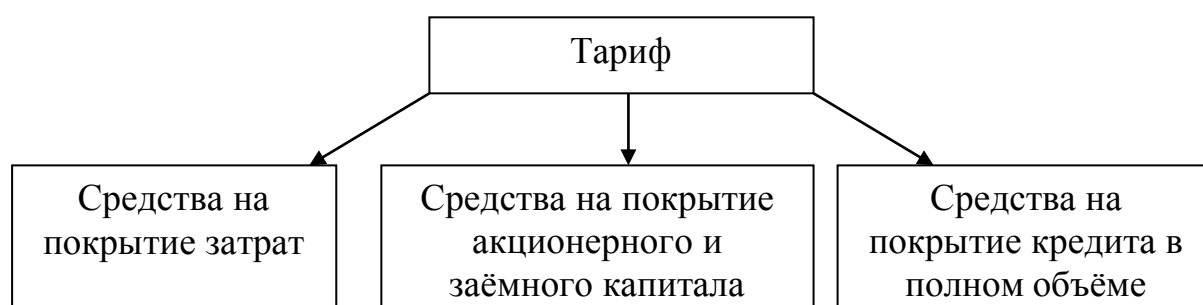 Тариф
Средства на
покрытие затрат
Средства на покрытие
акционерного и
заёмного капитала
Средства на
покрытие кредита в
полном объёме